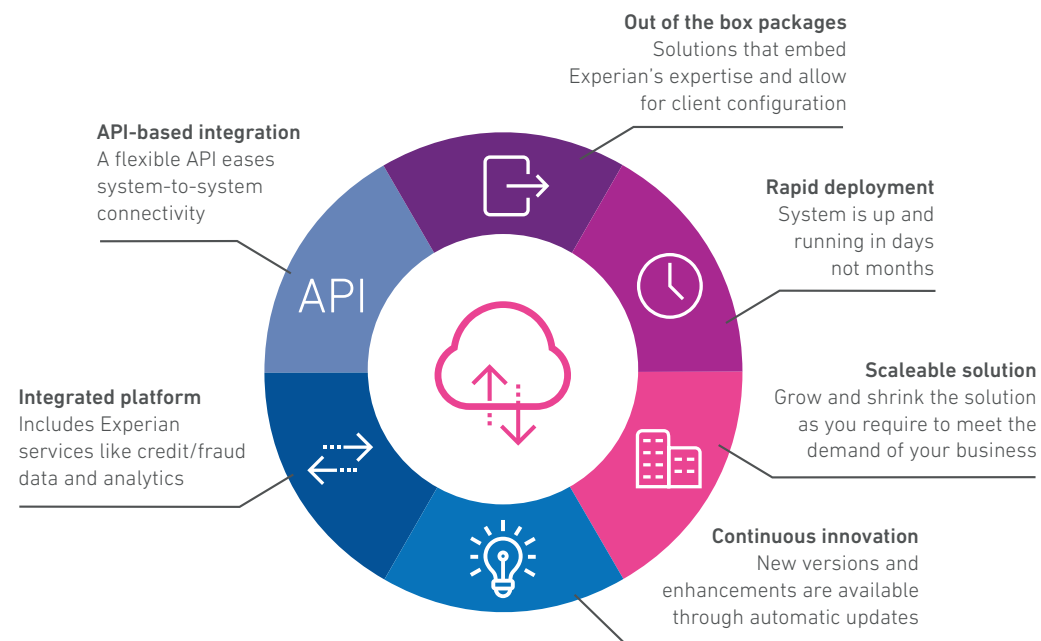 Out of the box packages
Solutions that embed
Experian’s expertise and allow
for client configuration
API-based integration
A flexible API eases
system-to-system
connectivity
Rapid deployment
System is up and
running in days
not months
API
Scaleable solution
Grow and shrink the solution
as you require to meet the
demand of your business
Integrated platform
Includes Experian
services like credit/fraud
data and analytics
Continuous innovation
New versions and
enhancements are available
through automatic updates